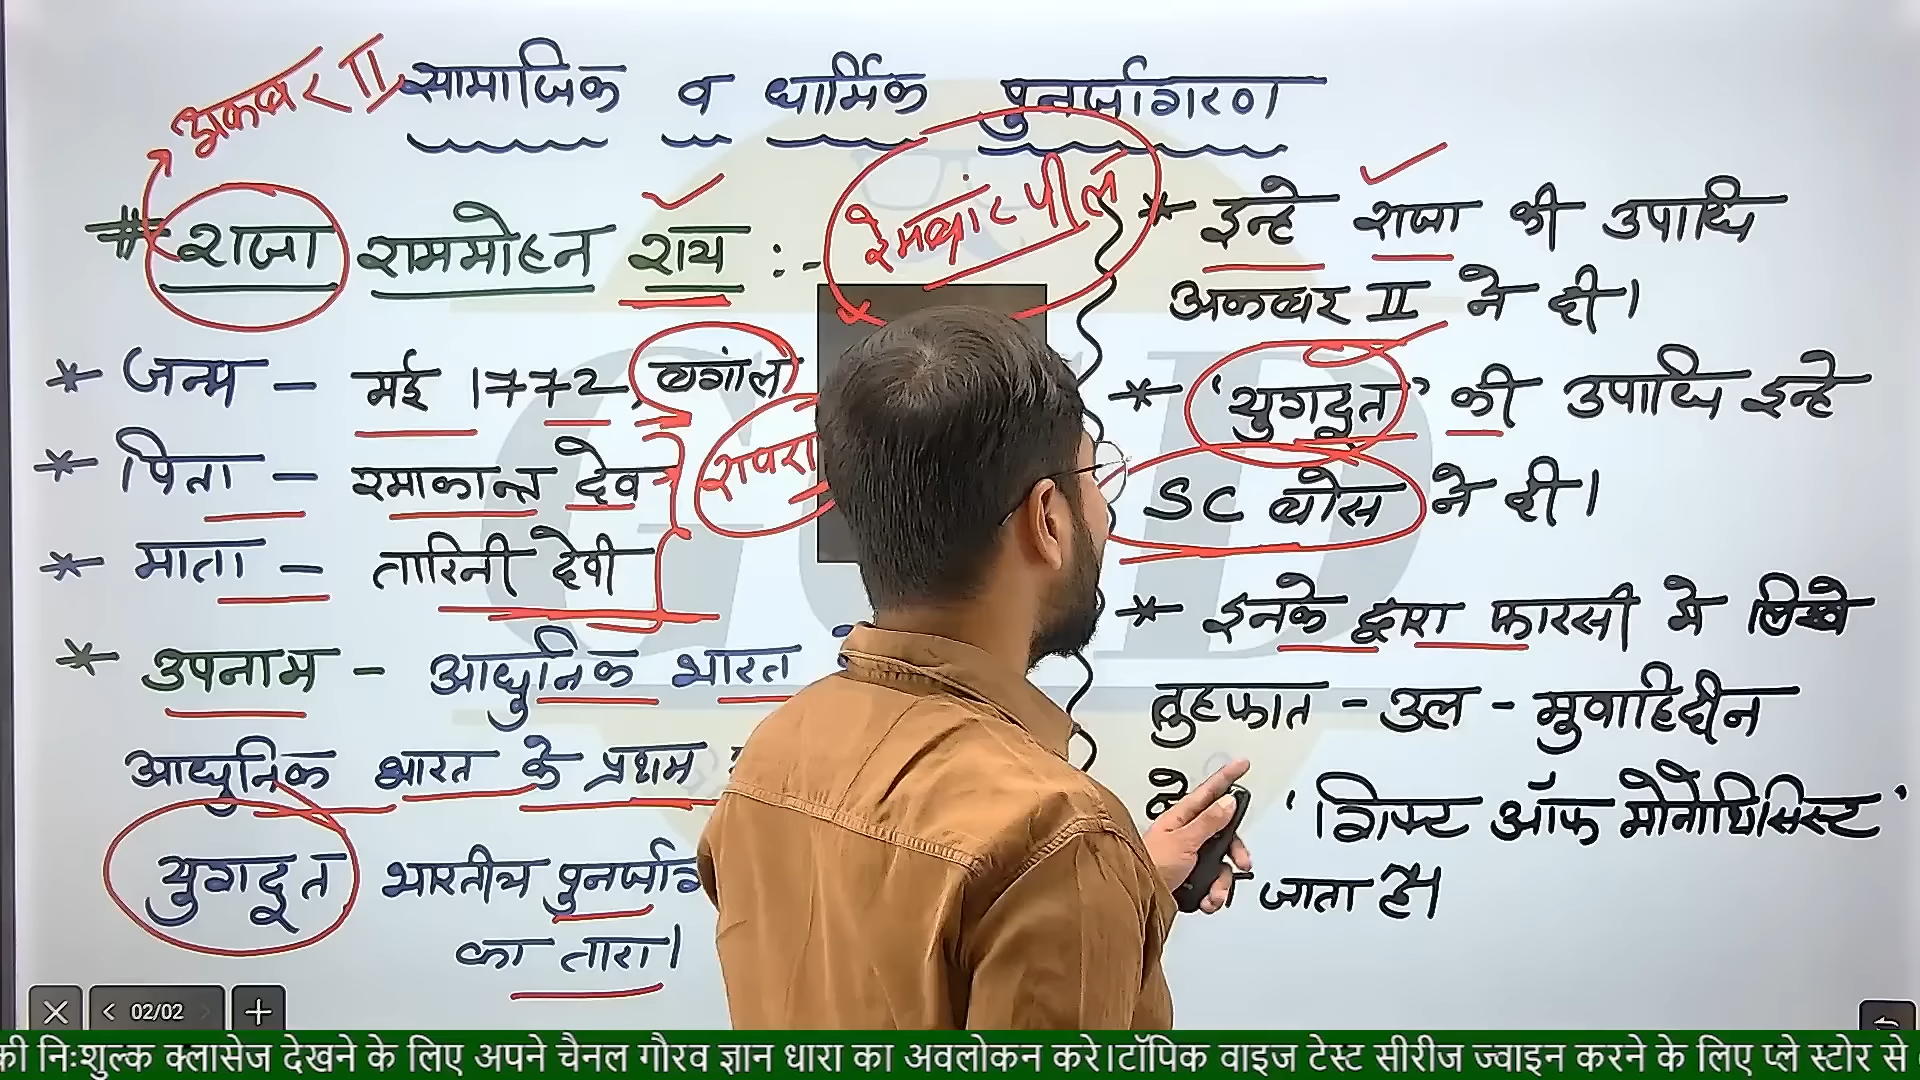 अकबर II
सामाजिक व धार्मिक पुनर्जागरण
# राजा राममोहन राय :-
* जन्म - मई 1772, बंगाल
* पिता - रमाकान्त देव
* माता - तारिनी देवी
* उपनाम - आधुनिक भारत
आधुनिक भारत के प्रथम
युगदूत भारतीय
का तारा।
* इन्हे राजा की उपाधि
अकबर II ने दी।
* 'युगदूत' की उपाधि इन्हे
SC बोस ने दी।
* इनके द्वारा फारसी मे लिखे
तुहफात - उल - मुवाहिद्दीन
'गिफ्ट ऑफ मोनोथिसिस्ट'
जाता है।
02/02
की निःशुल्क क्लासेज देखने के लिए अपने चैनल गौरव ज्ञान धारा का अवलोकन करे।टॉपिक वाइज टेस्ट सीरीज ज्वाइन करने के लिए प्ले स्टोर से